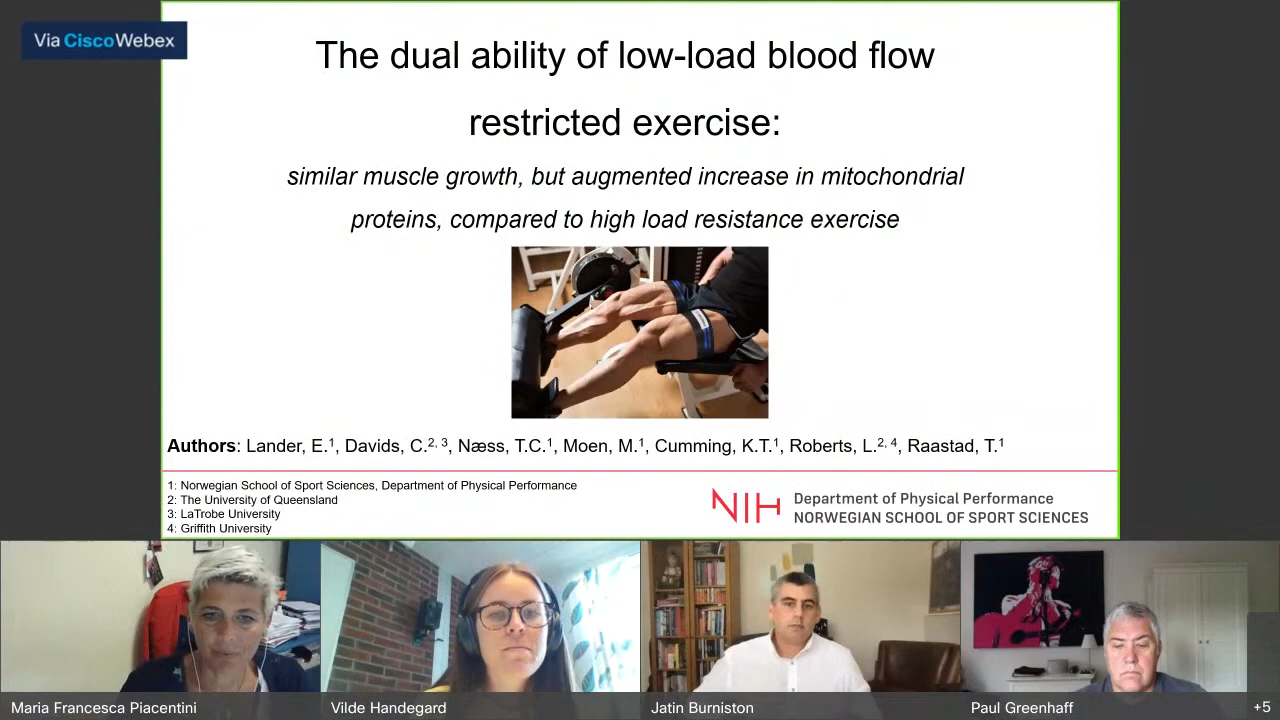 Via Cisco Webex
The dual ability of low-load blood flow
restricted exercise:
similar muscle growth, but augmented increase in mitochondrial
proteins, compared to high load resistance exercise
Authors: Lander, E.¹, Davids, C.²,³, Næss, T.C.¹, Moen, M.¹, Cumming, K.T.¹, Roberts, L.²,⁴, Raastad, T.¹
1: Norwegian School of Sport Sciences, Department of Physical Performance
2: The University of Queensland
3: LaTrobe University
4: Griffith University
NIH
Department of Physical Performance
NORWEGIAN SCHOOL OF SPORT SCIENCES
Maria Francesca Piacentini
Vilde Handegard
Jatin Burniston
Paul Greenhaff
+5